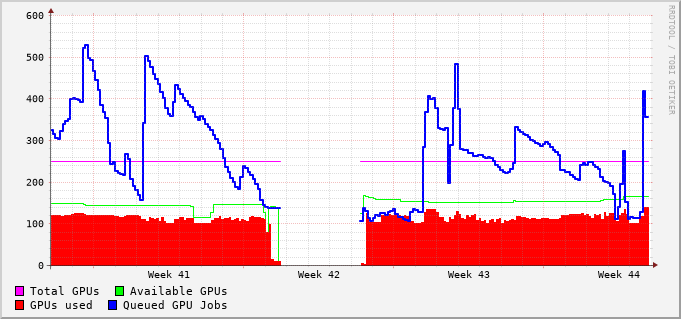 600
500
400
300
200
100
0
Week 41 Week 42 Week 43 Week 44
Total GPUs Available GPUs
GPUs used Queued GPU Jobs
RRDTOOL / TOBI OETIKER